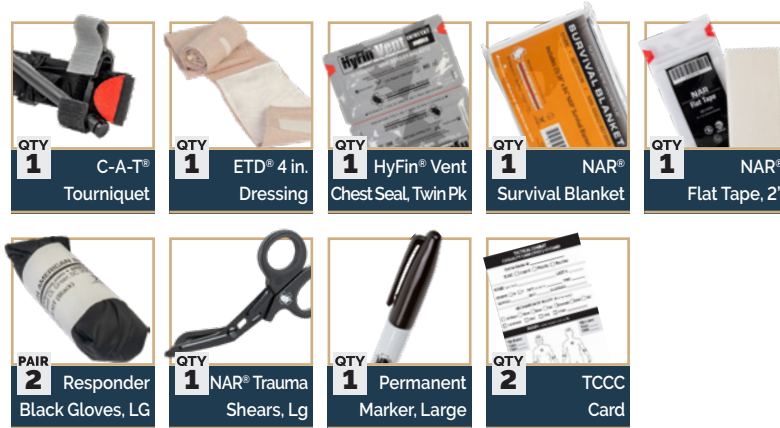 QTY
1
C-A-T®
Tourniquet
QTY
1
ETD® 4 in.
Dressing
HyFin Vent
QTY
1
HyFin® Vent
Chest Seal, Twin Pk
SURVIVAL BLANKET
QTY
1
NAR®
Survival Blanket
NAR
Flat Tape
QTY
1
NAR®
Flat Tape, 2"
PAIR
2
Responder
Black Gloves, LG
QTY
1
NAR® Trauma
Shears, Lg
QTY
1
Permanent
Marker, Large
QTY
2
TCCC
Card